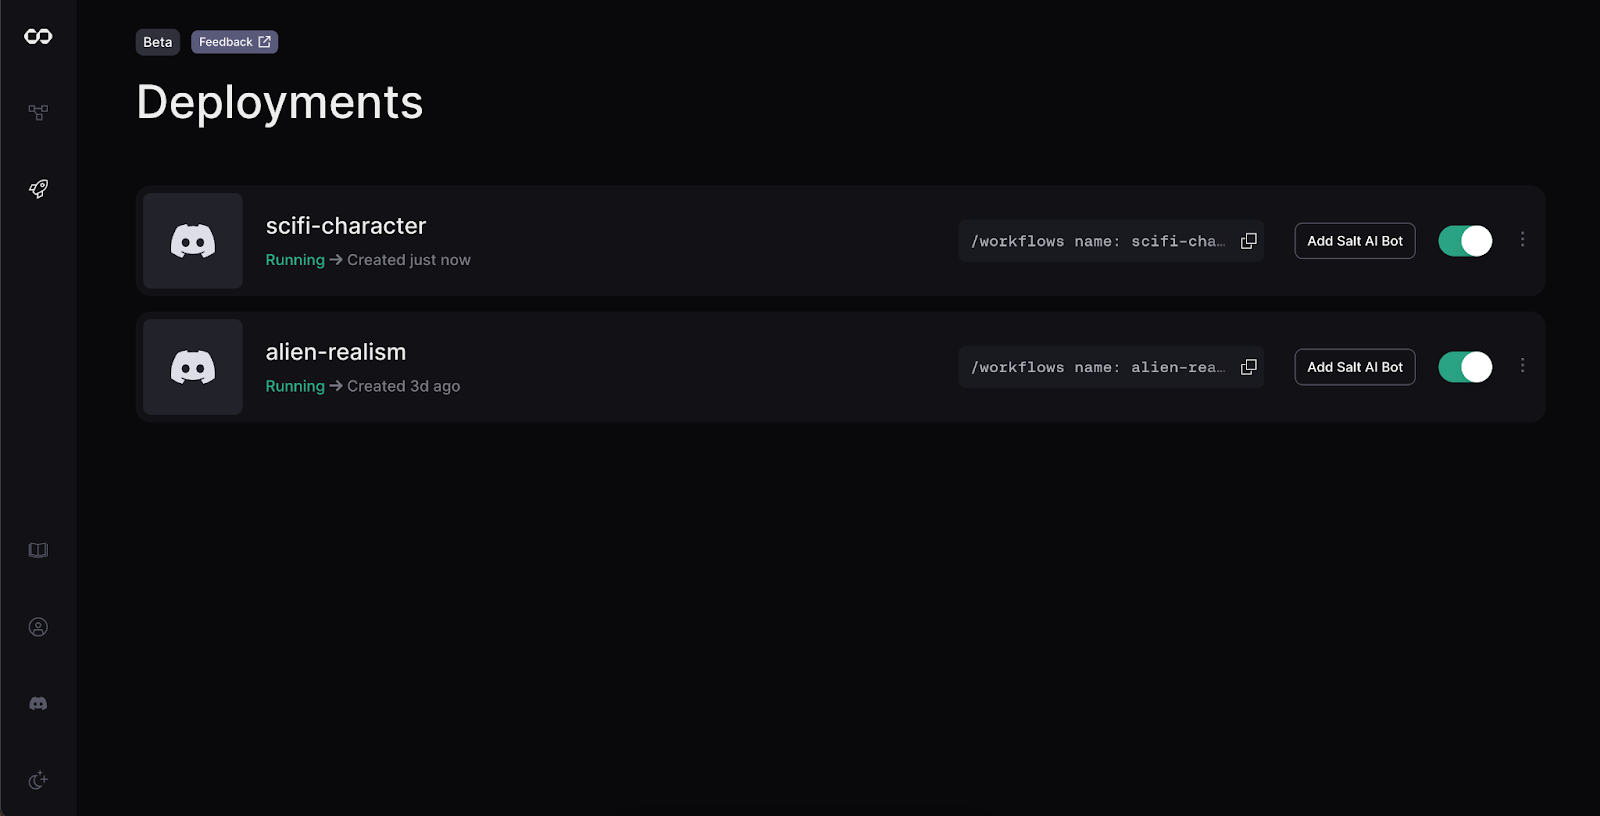 Beta Feedback
Deployments
scifi-character
Running → Created just now
/workflows name: scifi-cha…
Add Salt AI Bot
alien-realism
Running → Created 3d ago
/workflows name: alien-rea…
Add Salt AI Bot